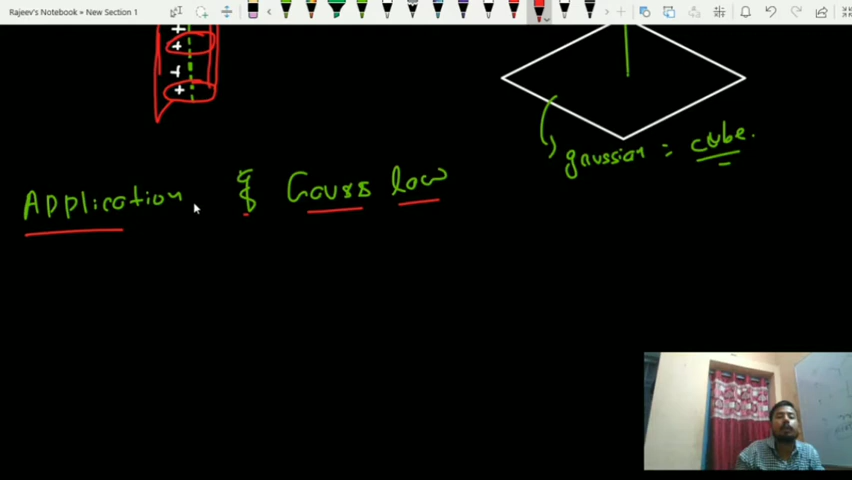 Rajeev's Notebook » New Section 1
gaussian = cube.
Application of Gauss law